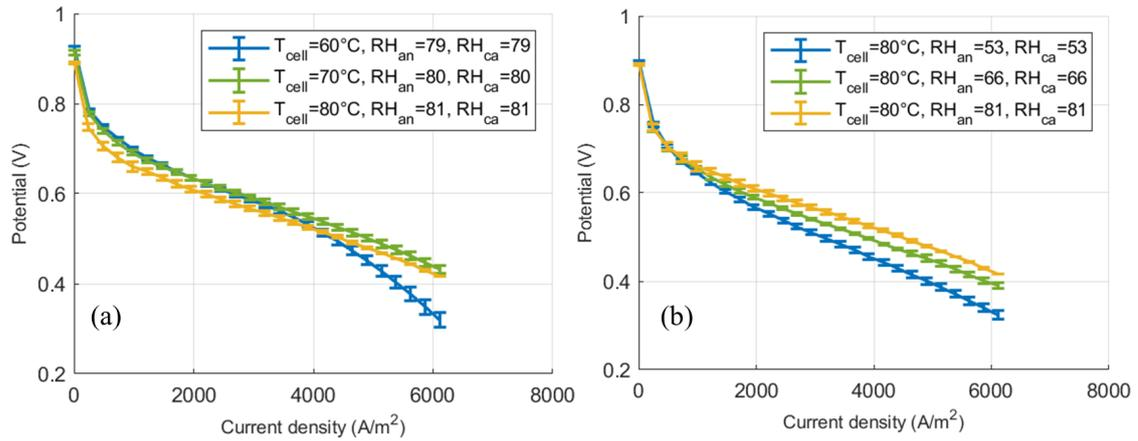 1
0.8
0.6
0.4
0.2
Potential (V)
T_cell=60°C, RH_an=79, RH_ca=79
T_cell=70°C, RH_an=80, RH_ca=80
T_cell=80°C, RH_an=81, RH_ca=81
(a)
0 2000 4000 6000 8000
Current density (A/m²)
1
0.8
0.6
0.4
0.2
Potential (V)
T_cell=80°C, RH_an=53, RH_ca=53
T_cell=80°C, RH_an=66, RH_ca=66
T_cell=80°C, RH_an=81, RH_ca=81
(b)
0 2000 4000 6000 8000
Current density (A/m²)